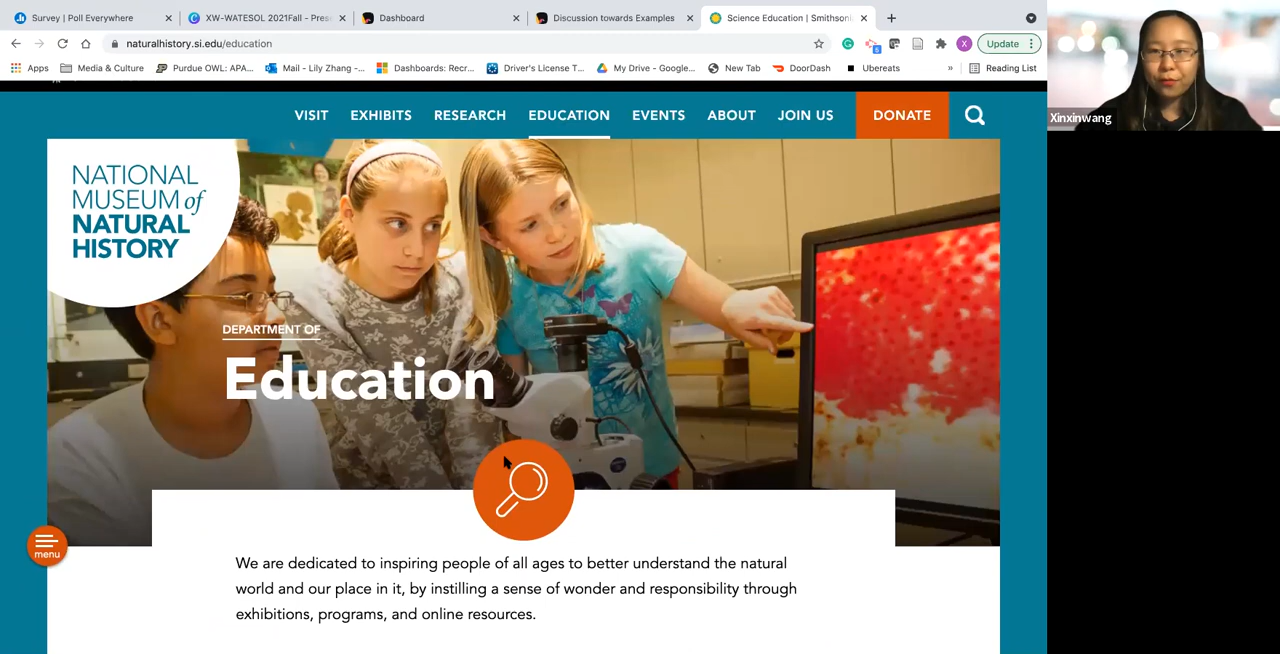 Survey | Poll Everywhere
XW-WATESOL 2021Fall - Pres
Dashboard
Discussion towards Examples
Science Education | Smithsoni
naturalhistory.si.edu/education
X
Update
Apps
Media & Culture
Purdue OWL: APA...
Mail - Lily Zhang -...
Dashboards: Recr...
Driver's License T...
My Drive - Google...
New Tab
DoorDash
Ubereats
»
Reading List
VISIT
EXHIBITS
RESEARCH
EDUCATION
EVENTS
ABOUT
JOIN US
DONATE
NATIONAL
MUSEUM of
NATURAL
HISTORY
DEPARTMENT OF
Education
menu
We are dedicated to inspiring people of all ages to better understand the natural
world and our place in it, by instilling a sense of wonder and responsibility through
exhibitions, programs, and online resources.
Xinxinwang